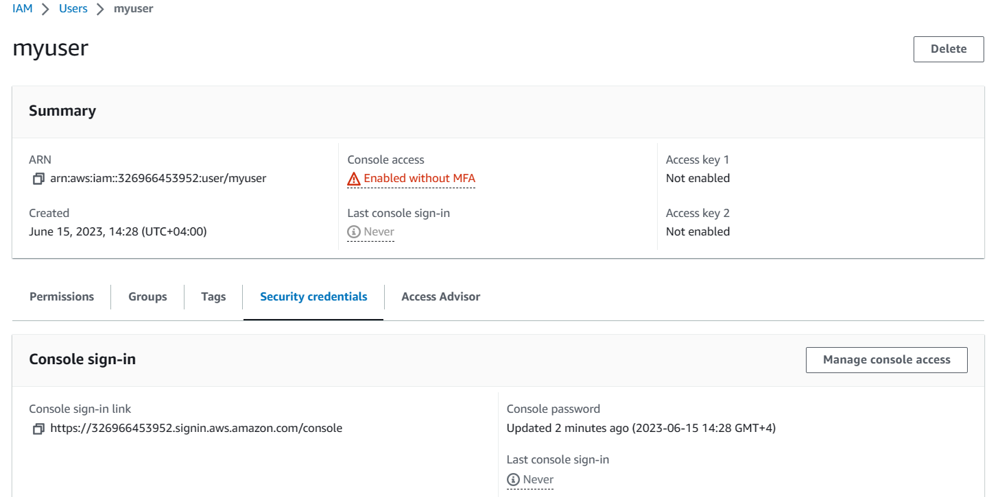 IAM > Users > myuser
myuser
Delete
Summary
ARN
arn:aws:iam::326966453952:user/myuser
Console access
Enabled without MFA
Access key 1
Not enabled
Created
June 15, 2023, 14:28 (UTC+04:00)
Last console sign-in
Never
Access key 2
Not enabled
Permissions
Groups
Tags
Security credentials
Access Advisor
Console sign-in
Manage console access
Console sign-in link
https://326966453952.signin.aws.amazon.com/console
Console password
Updated 2 minutes ago (2023-06-15 14:28 GMT+4)
Last console sign-in
Never